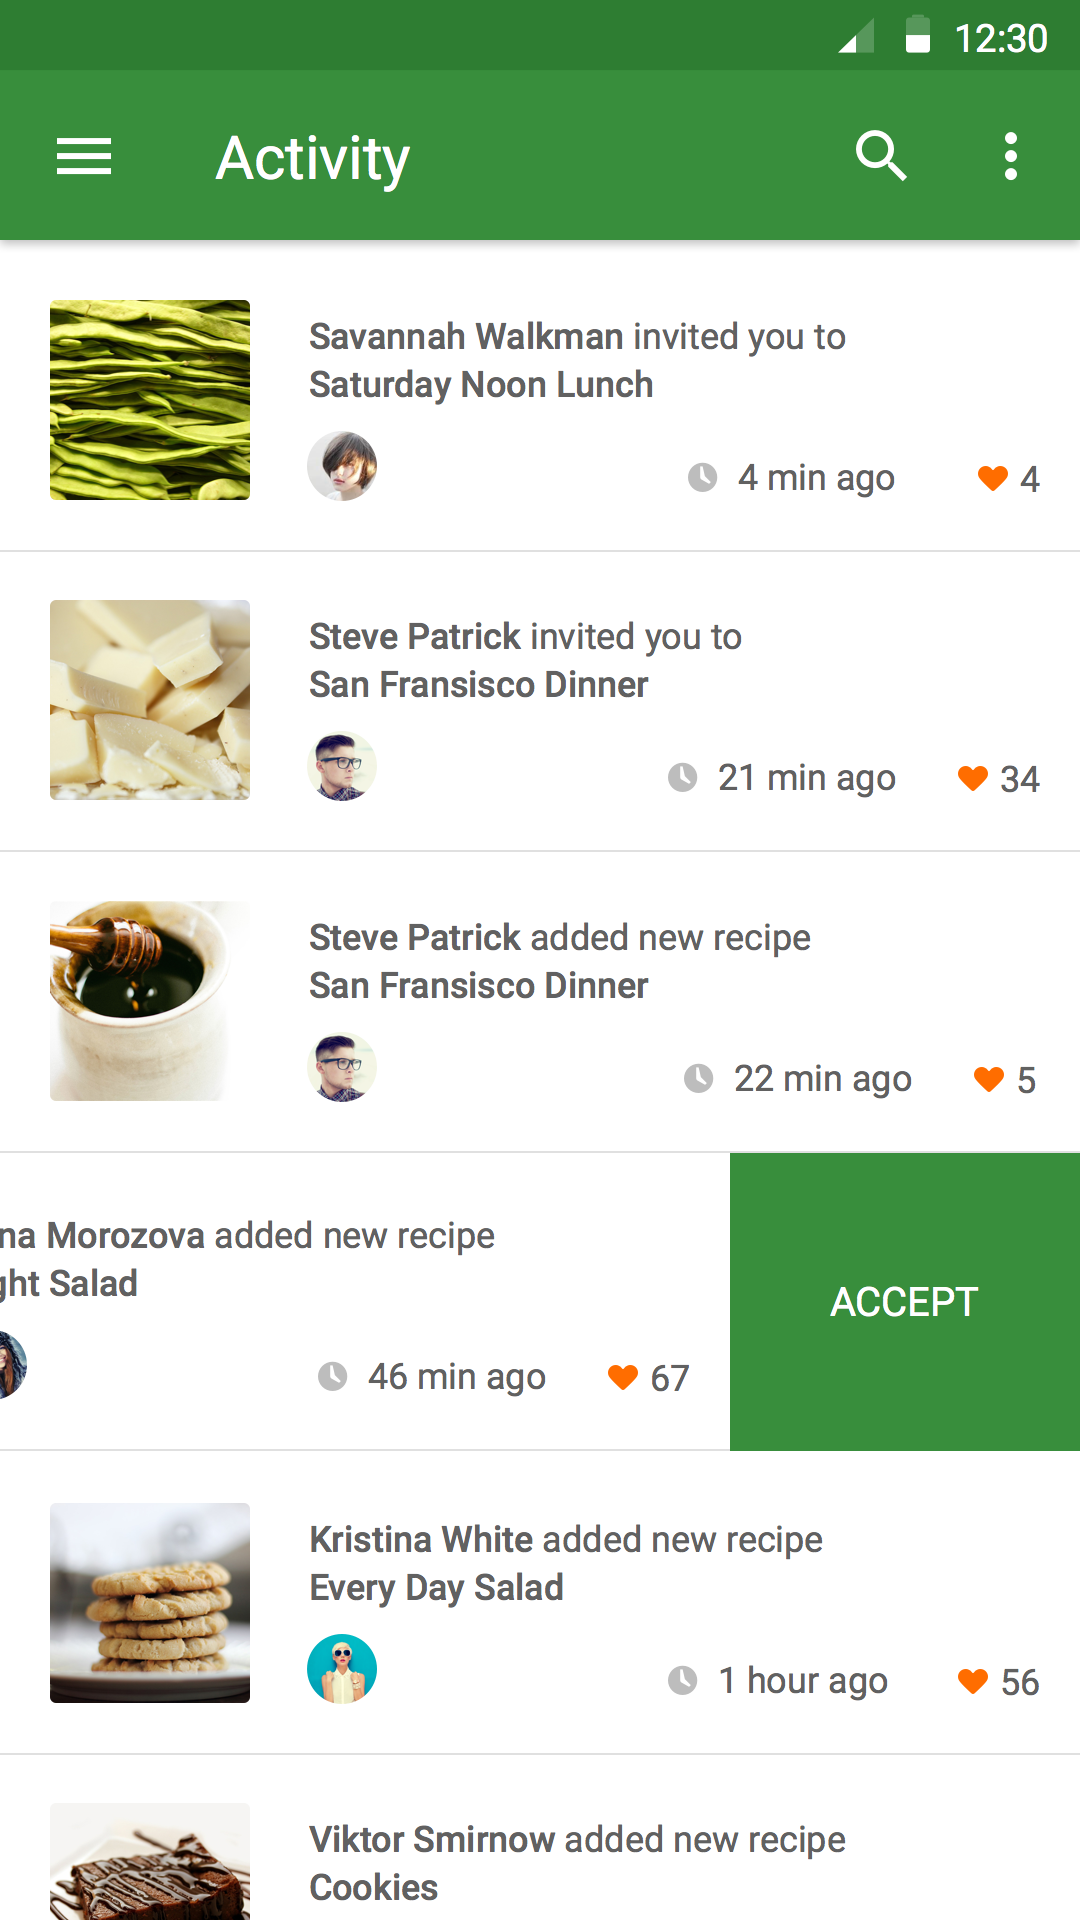 12:30
Activity
Savannah Walkman invited you to
Saturday Noon Lunch
4 min ago 4
Steve Patrick invited you to
San Fransisco Dinner
21 min ago 34
Steve Patrick added new recipe
San Fransisco Dinner
22 min ago 5
na Morozova added new recipe
ght Salad
ACCEPT
46 min ago 67
Kristina White added new recipe
Every Day Salad
1 hour ago 56
Viktor Smirnow added new recipe
Cookies